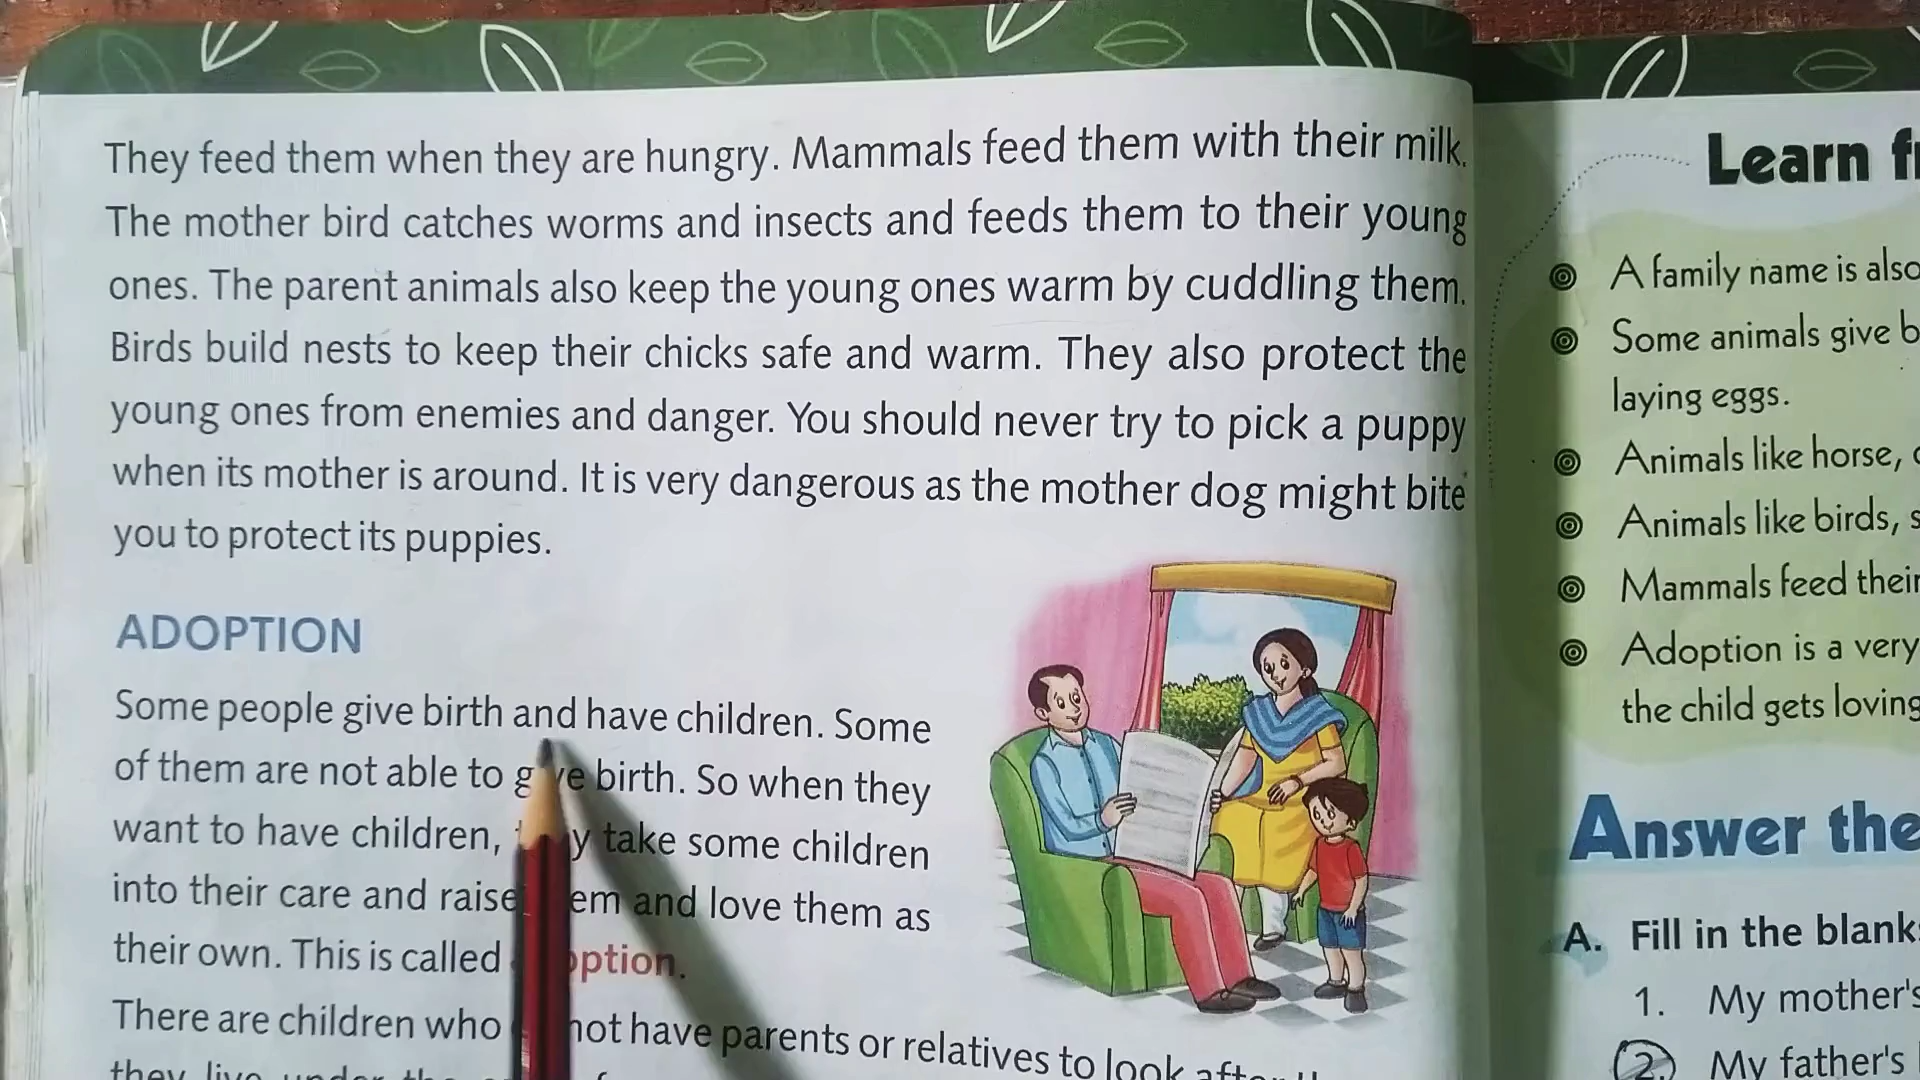 They feed them when they are hungry. Mammals feed them with their milk.
The mother bird catches worms and insects and feeds them to their young
ones. The parent animals also keep the young ones warm by cuddling them.
Birds build nests to keep their chicks safe and warm. They also protect the
young ones from enemies and danger. You should never try to pick a puppy
when its mother is around. It is very dangerous as the mother dog might bite
you to protect its puppies.
ADOPTION
Some people give birth and have children. Some
of them are not able to give birth. So when they
want to have children, take some children
into their care and raise and love them as
their own. This is called
There are children who not have parents or relatives to look
they live under
Learn
A family name is also
Some animals give
laying eggs.
Animals like horse,
Animals like birds,
Mammals feed their
Adoption is a very
the child gets loving
Answer the
A. Fill in the
1. My mother's
2. My father's